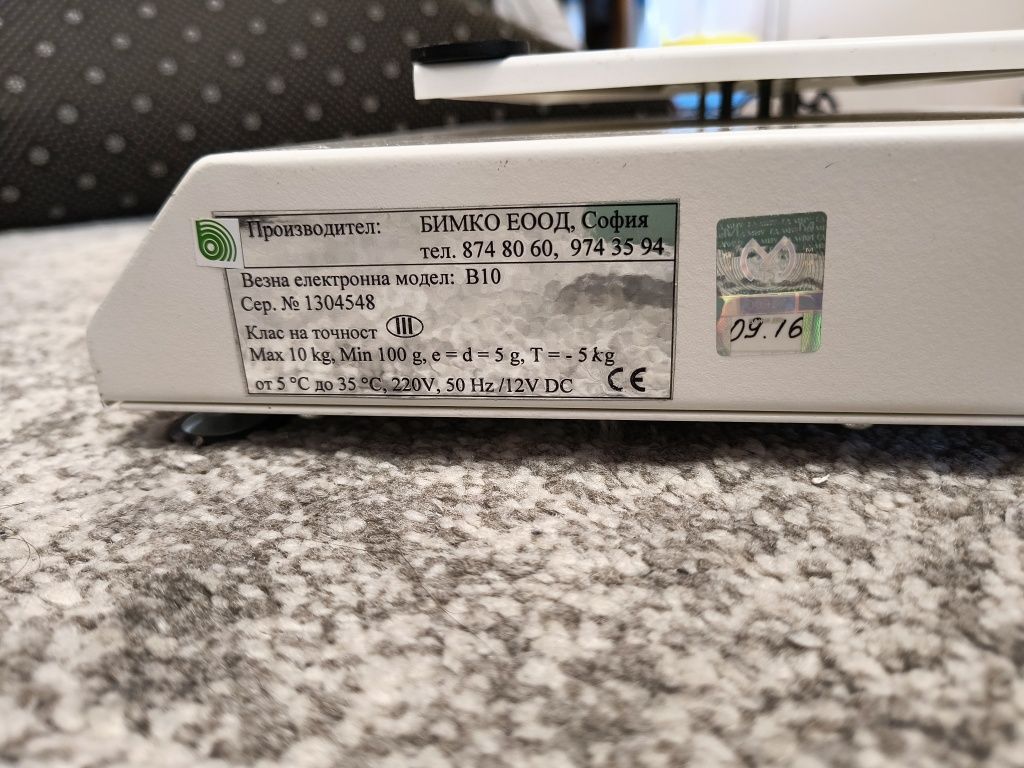 Производител: БИМКО ЕООД, София
тел. 874 80 60, 974 35 94
Везна електронна модел: В10
Сер. № 1304548
Клас на точност III
Max 10 kg, Min 100 g, e = d = 5 g, T = - 5 kg
от 5 °C до 35 °C, 220V, 50 Hz /12V DC CE
09.16